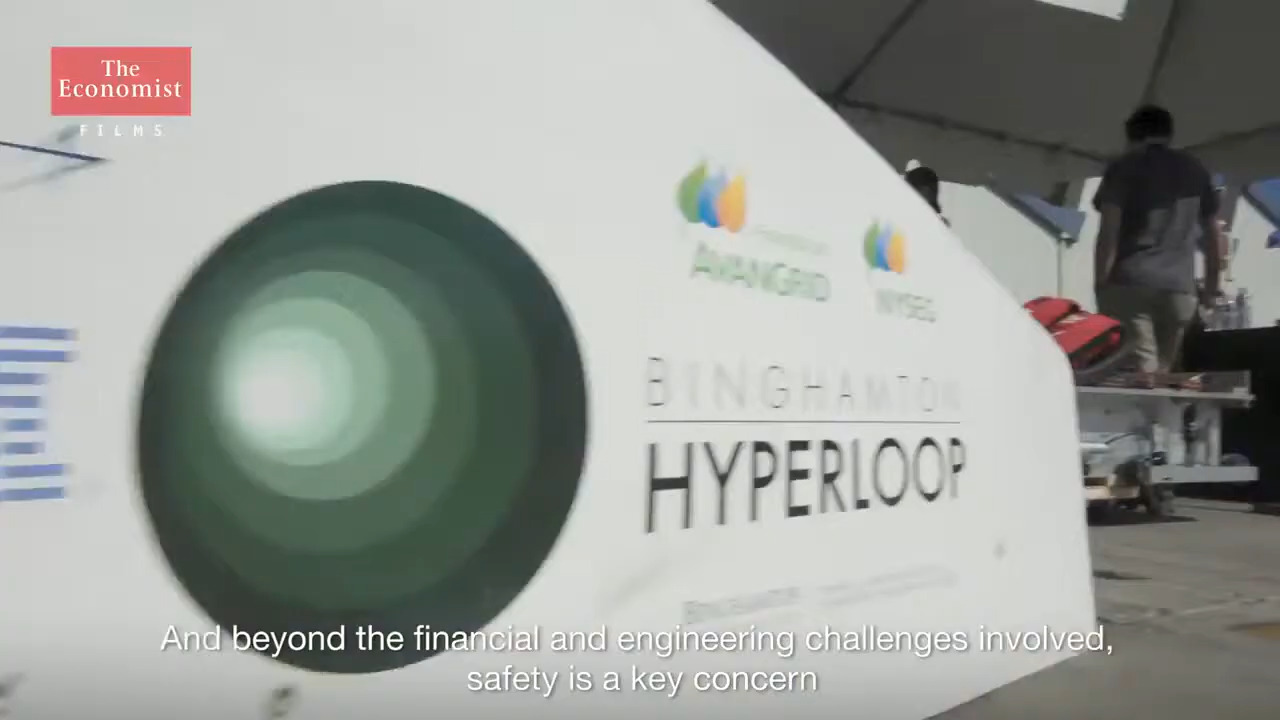 The
Economist
FILMS
AVANGRID
NYSEG
BINGHAMTON
HYPERLOOP
And beyond the financial and engineering challenges involved,
safety is a key concern